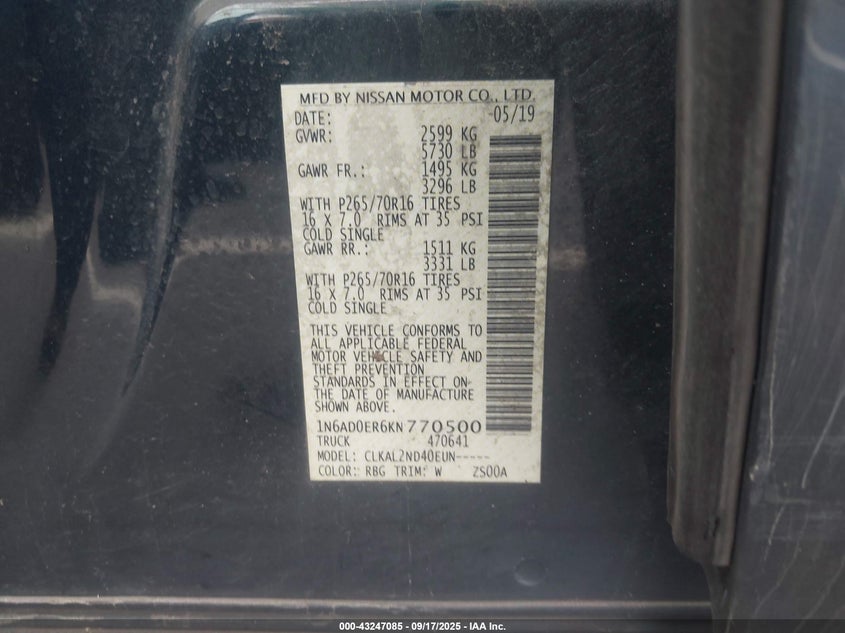 MFD BY NISSAN MOTOR CO., LTD.
DATE: 05/19
GVWR: 2599 KG
5730 LB
GAWR FR.: 1495 KG
3296 LB
WITH P265/70R16 TIRES
16 X 7.0 RIMS AT 35 PSI
COLD SINGLE
GAWR RR.: 1511 KG
3331 LB
WITH P265/70R16 TIRES
16 X 7.0 RIMS AT 35 PSI
COLD SINGLE
THIS VEHICLE CONFORMS TO
ALL APPLICABLE FEDERAL
MOTOR VEHICLE SAFETY AND
THEFT PREVENTION
STANDARDS IN EFFECT ON
THE DATE OF MANUFACTURE
SHOWN ABOVE.
1N6AD0ER6KN770500
TRUCK 470641
MODEL: CLKAL2ND40EUN-----
COLOR: RBG TRIM: W ZS00A
000-43247085 - 09/17/2025 - IAA Inc.